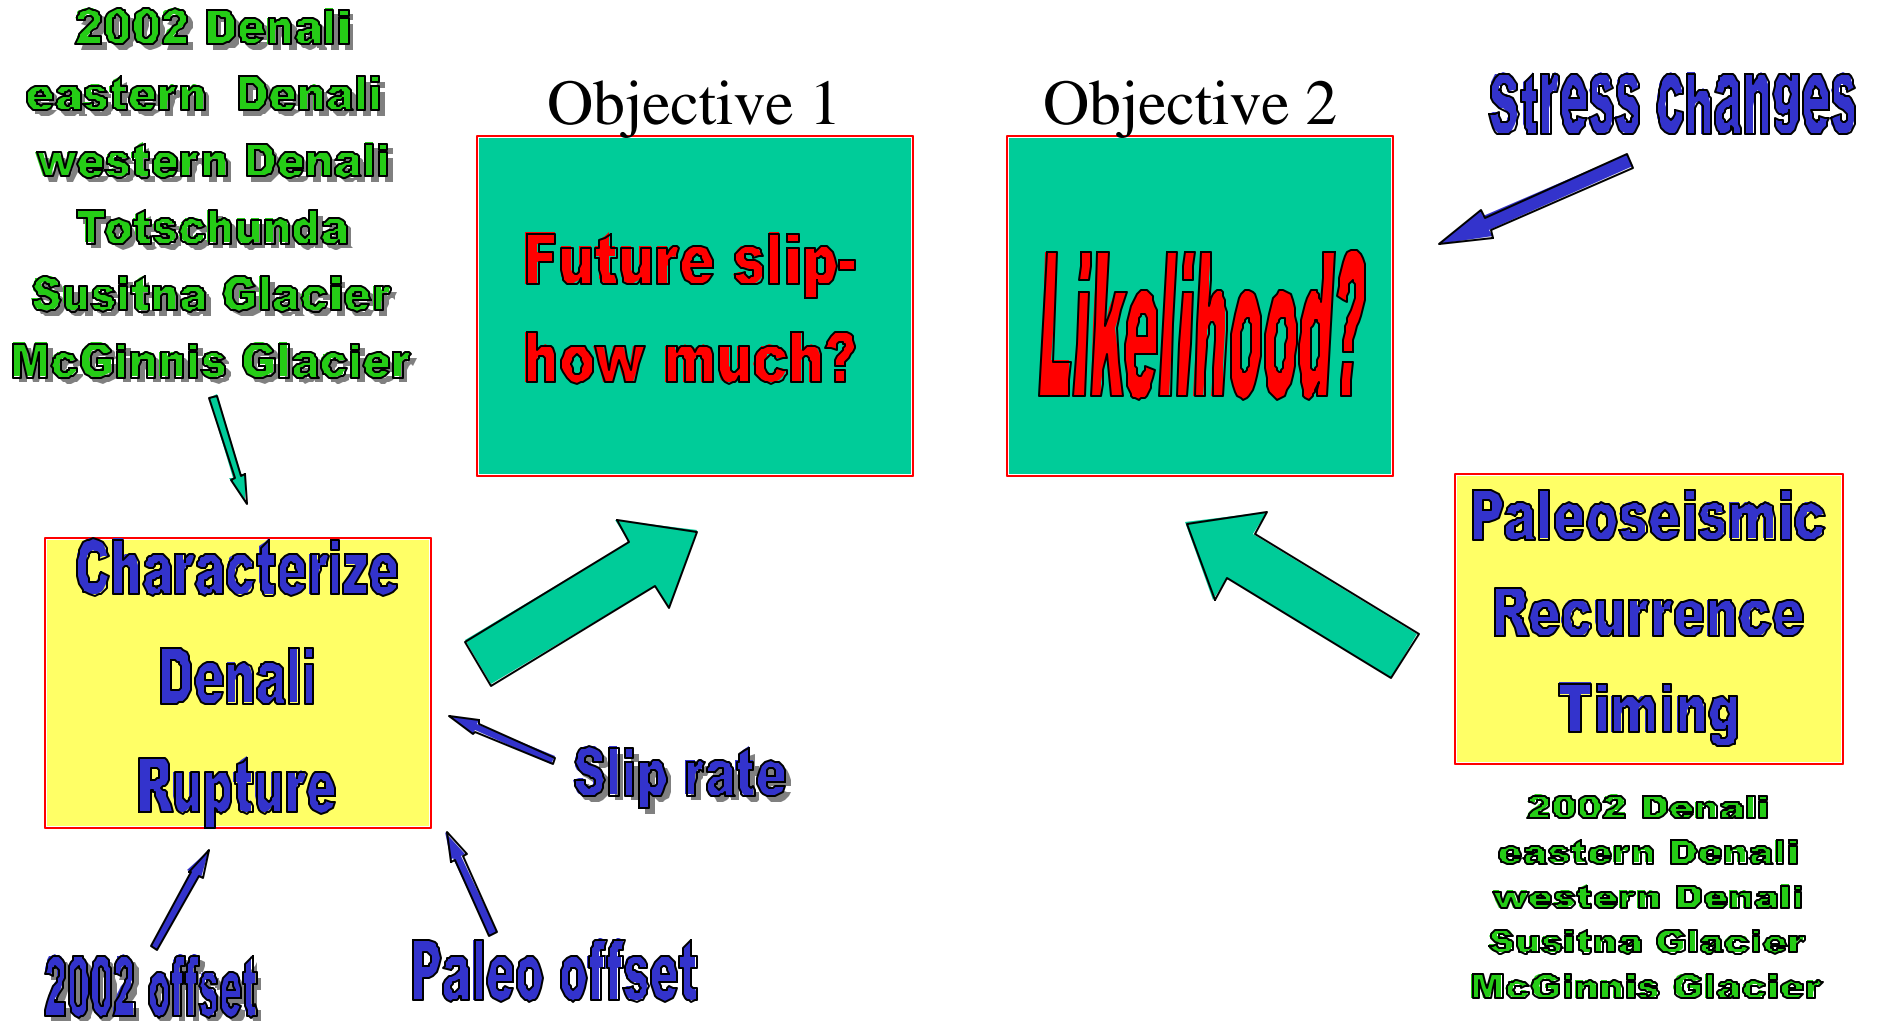 2002 Denali
eastern Denali
western Denali
Totschunda
Susitna Glacier
McGinnis Glacier
Objective 1
Future slip-
how much?
Objective 2
Likelihood?
Stress Changes
Characterize
Denali
Rupture
Slip rate
2002 offset
Paleo offset
Paleoseismic
Recurrence
Timing
2002 Denali
eastern Denali
western Denali
Susitna Glacier
McGinnis Glacier